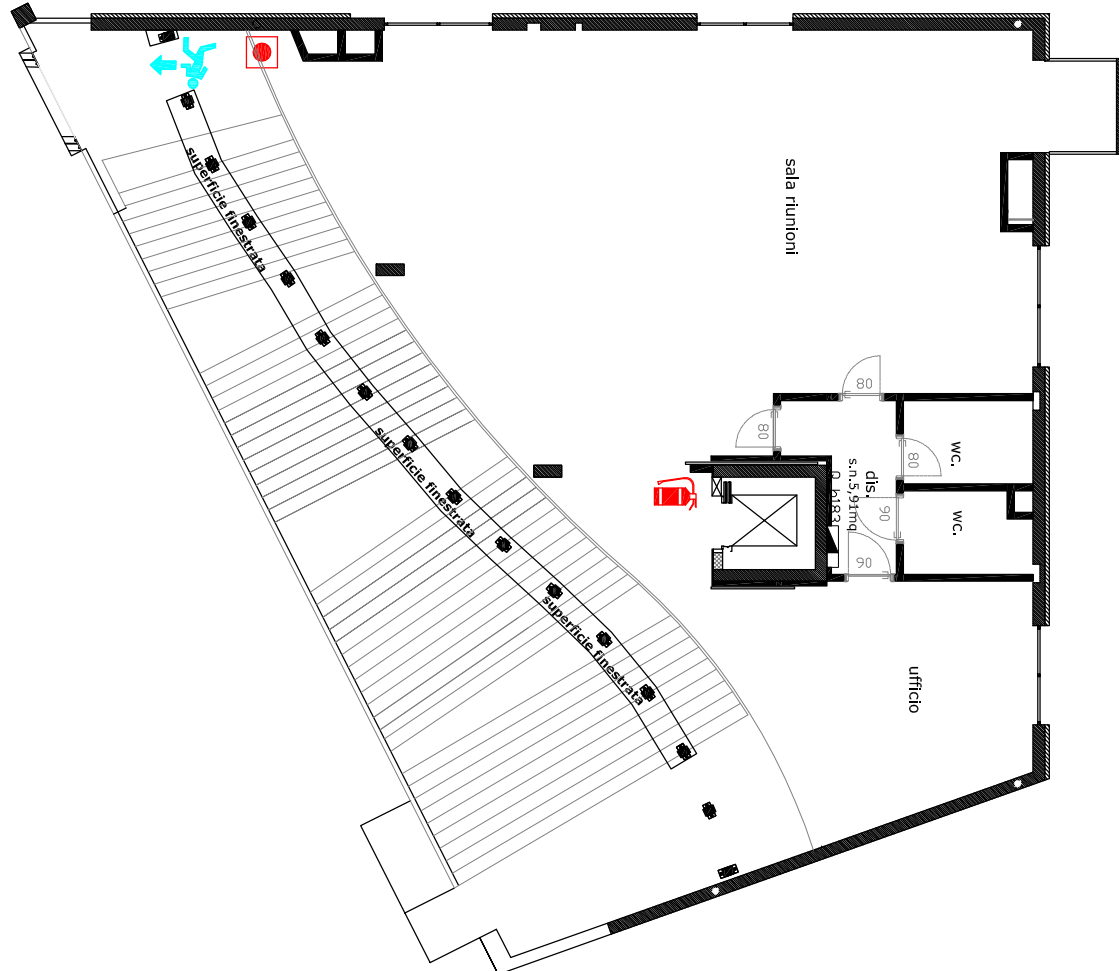 superficie finestrata
sala riunioni
80
80
wc.
80
dis.
s.n.5,91mq
90
wc.
90
superficie finestrata
superficie finestrata
ufficio